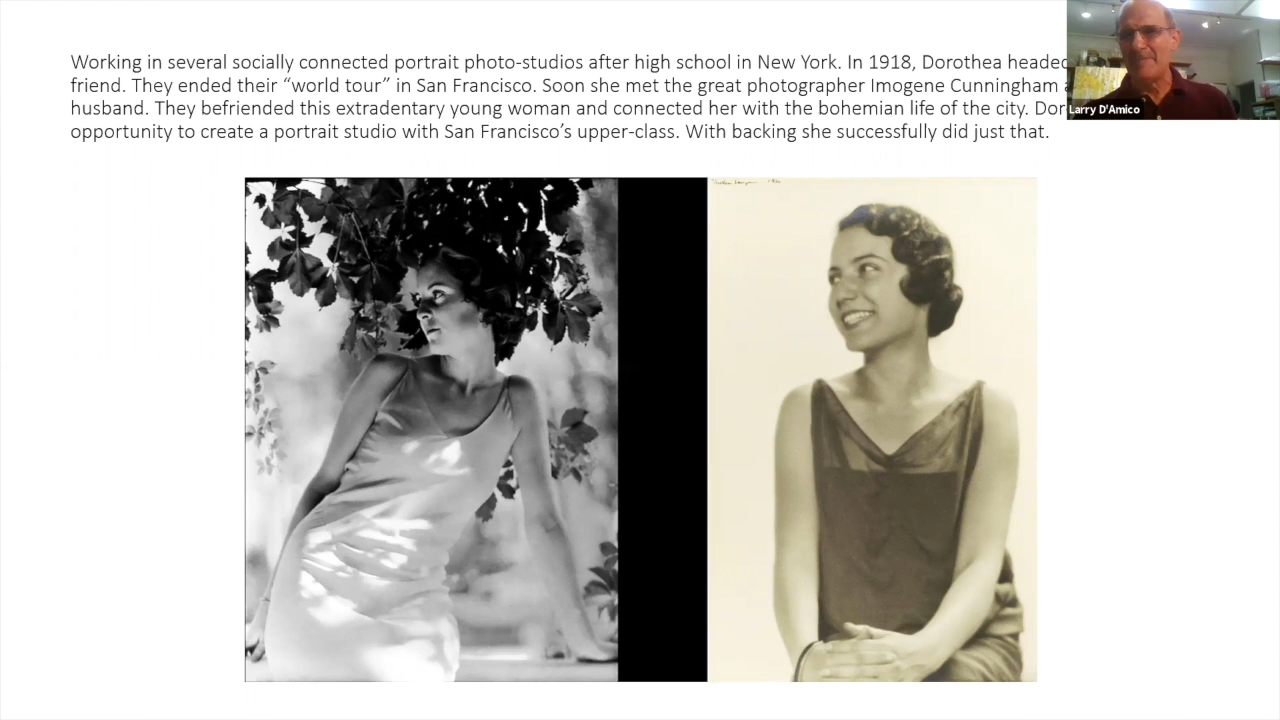 Working in several socially connected portrait photo-studios after high school in New York. In 1918, Dorothea headed
friend. They ended their “world tour” in San Francisco. Soon she met the great photographer Imogene Cunningham
husband. They befriended this extradentary young woman and connected her with the bohemian life of the city.
opportunity to create a portrait studio with San Francisco’s upper-class. With backing she successfully did just that.
Larry D'Amico